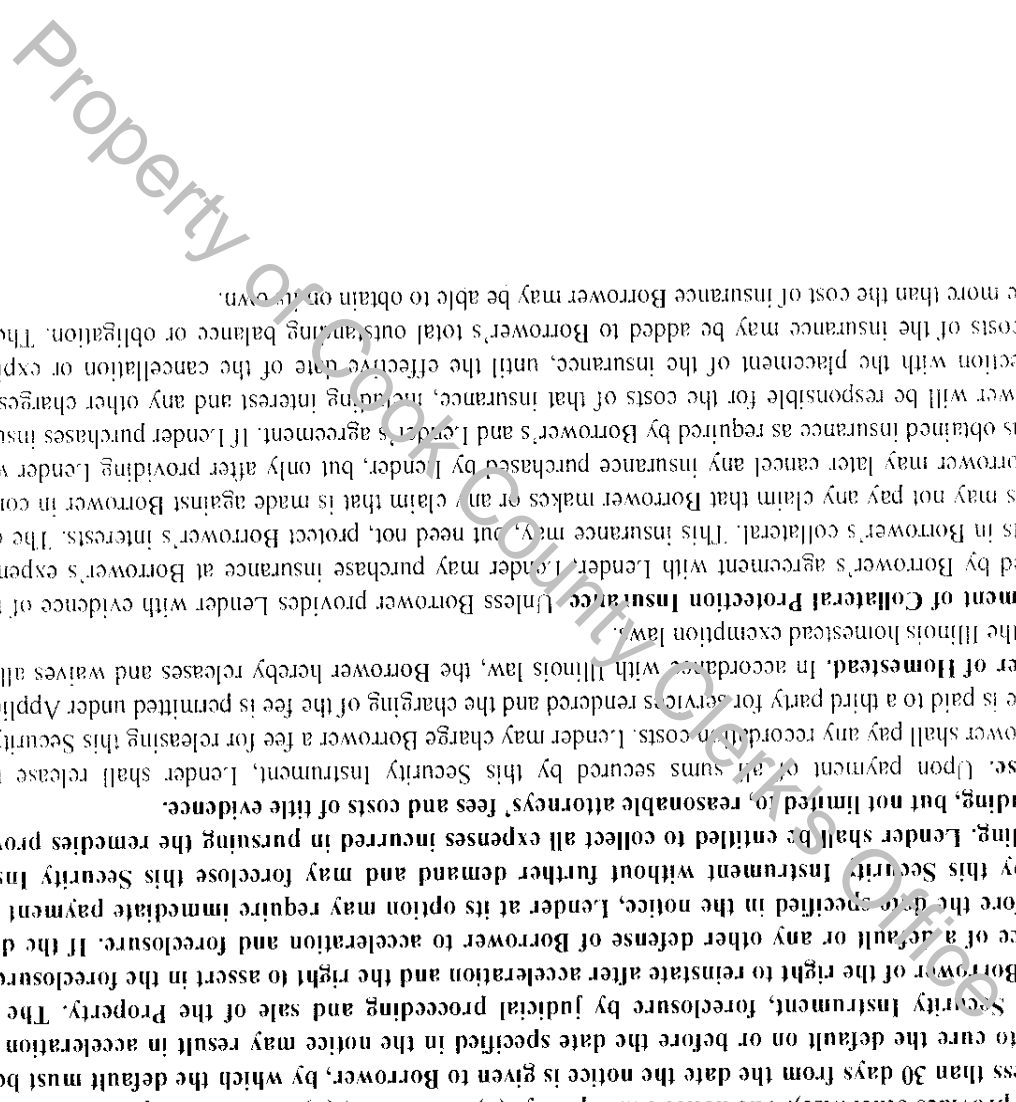 less than 30 days from the date the notice is given to Borrower, by which the default must be
to cure the default on or before the date specified in the notice may result in acceleration
Security Instrument, foreclosure by judicial proceeding and sale of the Property. The
Borrower of the right to reinstate after acceleration and the right to assert in the foreclosure
ce of a default or any other defense of Borrower to acceleration and foreclosure. If the d
fore the date specified in the notice, Lender at its option may require immediate payment
y this Security Instrument without further demand and may foreclose this Security Ins
ding. Lender shall be entitled to collect all expenses incurred in pursuing the remedies prov
ding, but not limited to, reasonable attorneys' fees and costs of title evidence.
se. Upon payment of all sums secured by this Security Instrument, Lender shall release
ower shall pay any recordation costs. Lender may charge Borrower a fee for releasing this Security
e is paid to a third party for services rendered and the charging of the fee is permitted under Appli
er of Homestead. In accordance with Illinois law, the Borrower hereby releases and waives all
the Illinois homestead exemption laws.
ment of Collateral Protection Insurance. Unless Borrower provides Lender with evidence of
ed by Borrower's agreement with Lender, Lender may purchase insurance at Borrower's expen
ts in Borrower's collateral. This insurance may, but need not, protect Borrower's interests. The
s may not pay any claim that Borrower makes or any claim that is made against Borrower in con
orrower may later cancel any insurance purchased by Lender, but only after providing Lender
s obtained insurance as required by Borrower's and Lender's agreement. If Lender purchases insu
wer will be responsible for the costs of that insurance, including interest and any other charges
ection with the placement of the insurance, until the effective date of the cancellation or expi
costs of the insurance may be added to Borrower's total outstanding balance or obligation. The
e more than the cost of insurance Borrower may be able to obtain on its own.
Property of Cook County Clerk's Office